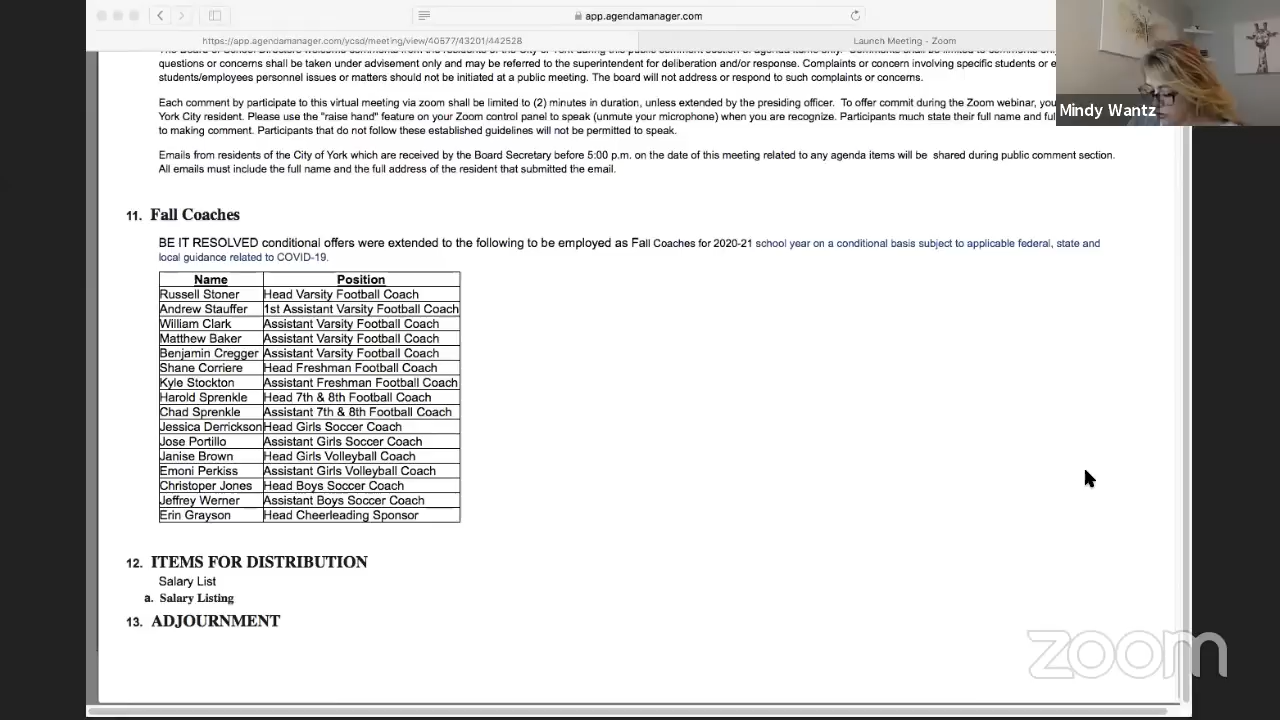 app.agendamanager.com
https://app.agendamanager.com/ycsd/meeting/view/40577/43201/442528
Launch Meeting - Zoom
questions or concerns shall be taken under advisement only and may be referred to the superintendent for deliberation and/or response. Complaints or concern involving specific students or
students/employees personnel issues or matters should not be initiated at a public meeting. The board will not address or respond to such complaints or concerns.
Mindy Wantz
Each comment by participate to this virtual meeting via zoom shall be limited to (2) minutes in duration, unless extended by the presiding officer. To offer commit during the Zoom webinar,
York City resident. Please use the "raise hand" feature on your Zoom control panel to speak (unmute your microphone) when you are recognize. Participants much state their full name and
to making comment. Participants that do not follow these established guidelines will not be permitted to speak.
Emails from residents of the City of York which are received by the Board Secretary before 5:00 p.m. on the date of this meeting related to any agenda items will be shared during public comment section.
All emails must include the full name and the full address of the resident that submitted the email.
11. Fall Coaches
BE IT RESOLVED conditional offers were extended to the following to be employed as Fall Coaches for 2020-21 school year on a conditional basis subject to applicable federal, state and
local guidance related to COVID-19.
Name Position
Russell Stoner Head Varsity Football Coach
Andrew Stauffer 1st Assistant Varsity Football Coach
William Clark Assistant Varsity Football Coach
Matthew Baker Assistant Varsity Football Coach
Benjamin Cregger Assistant Varsity Football Coach
Shane Corriere Head Freshman Football Coach
Kyle Stockton Assistant Freshman Football Coach
Harold Sprenkle Head 7th & 8th Football Coach
Chad Sprenkle Assistant 7th & 8th Football Coach
Jessica Derrickson Head Girls Soccer Coach
Jose Portillo Assistant Girls Soccer Coach
Janise Brown Head Girls Volleyball Coach
Emoni Perkiss Assistant Girls Volleyball Coach
Christoper Jones Head Boys Soccer Coach
Jeffrey Werner Assistant Boys Soccer Coach
Erin Grayson Head Cheerleading Sponsor
12. ITEMS FOR DISTRIBUTION
Salary List
a. Salary Listing
13. ADJOURNMENT
zoom